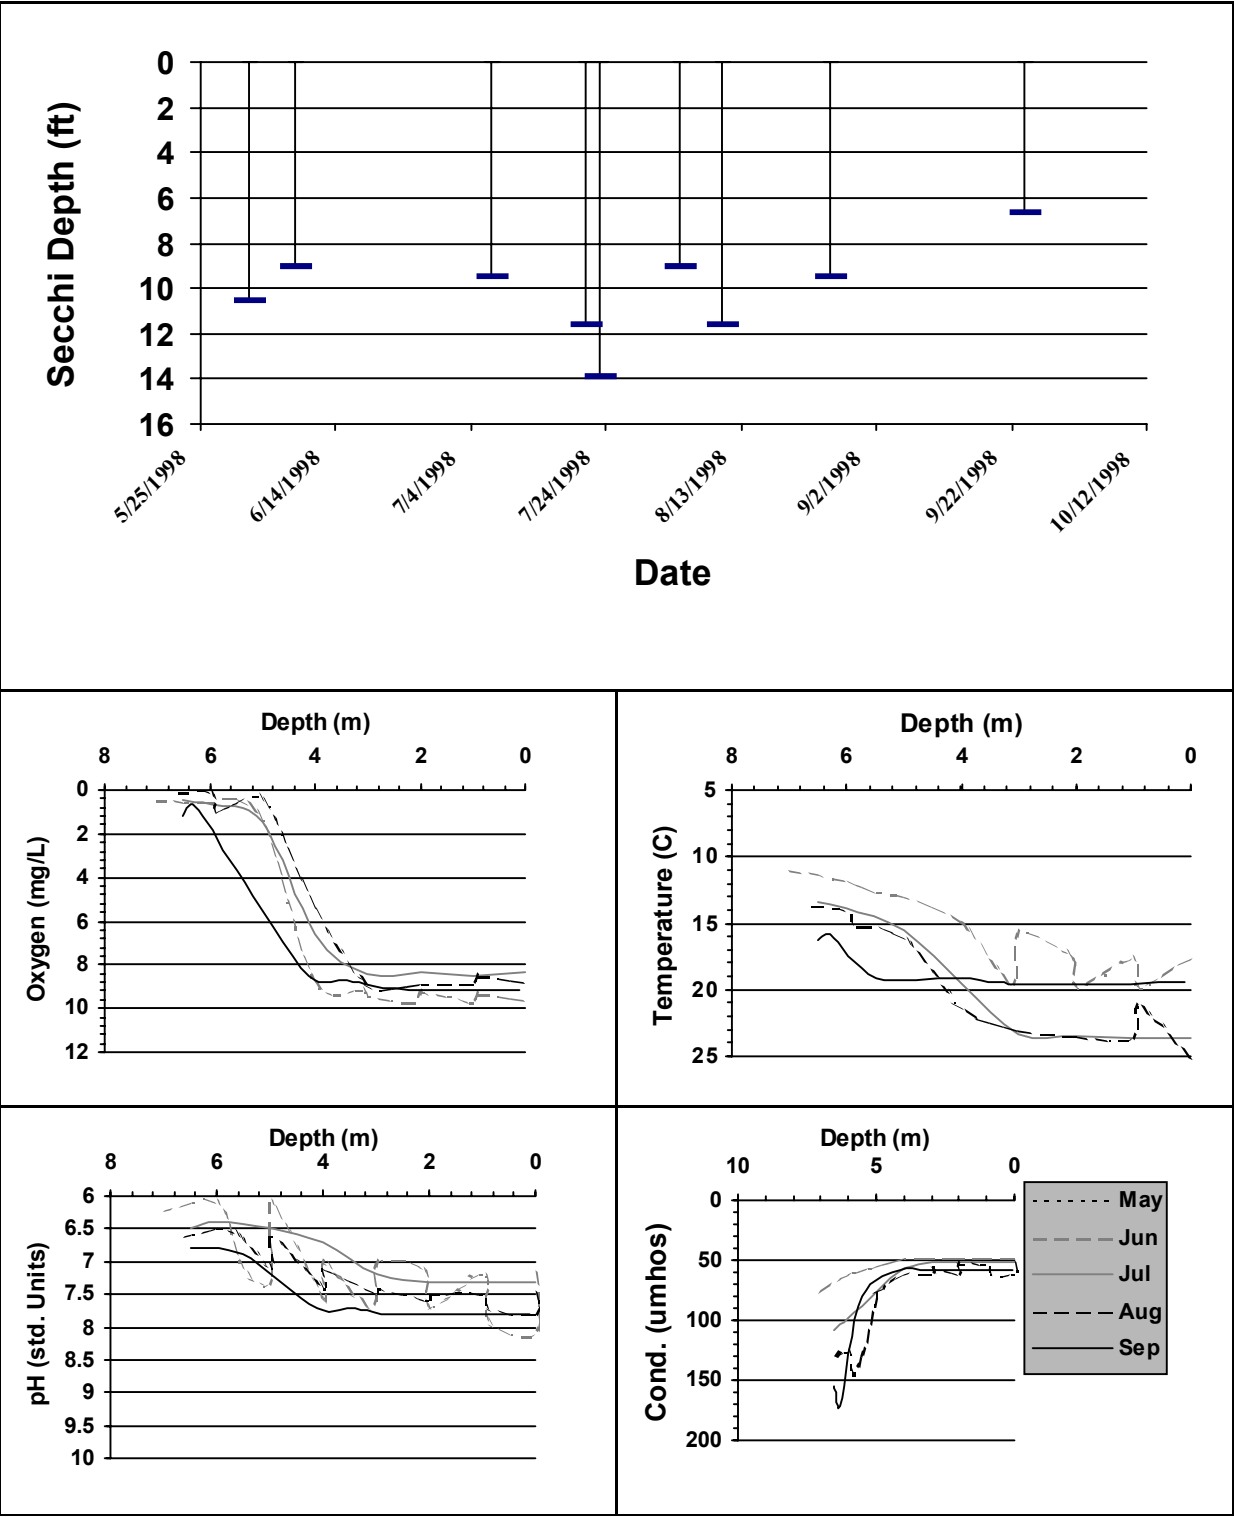 Secchi Depth (ft)
0
2
4
6
8
10
12
14
16
5/25/1998
6/14/1998
7/4/1998
7/24/1998
8/13/1998
9/2/1998
9/22/1998
10/12/1998
Date
Depth (m)
8 6 4 2 0
Oxygen (mg/L)
0
2
4
6
8
10
12
Depth (m)
8 6 4 2 0
Temperature (C)
5
10
15
20
25
Depth (m)
8 6 4 2 0
pH (std. Units)
6
6.5
7
7.5
8
8.5
9
9.5
10
Depth (m)
10 5 0
Cond. (umhos)
0
50
100
150
200
May
Jun
Jul
Aug
Sep